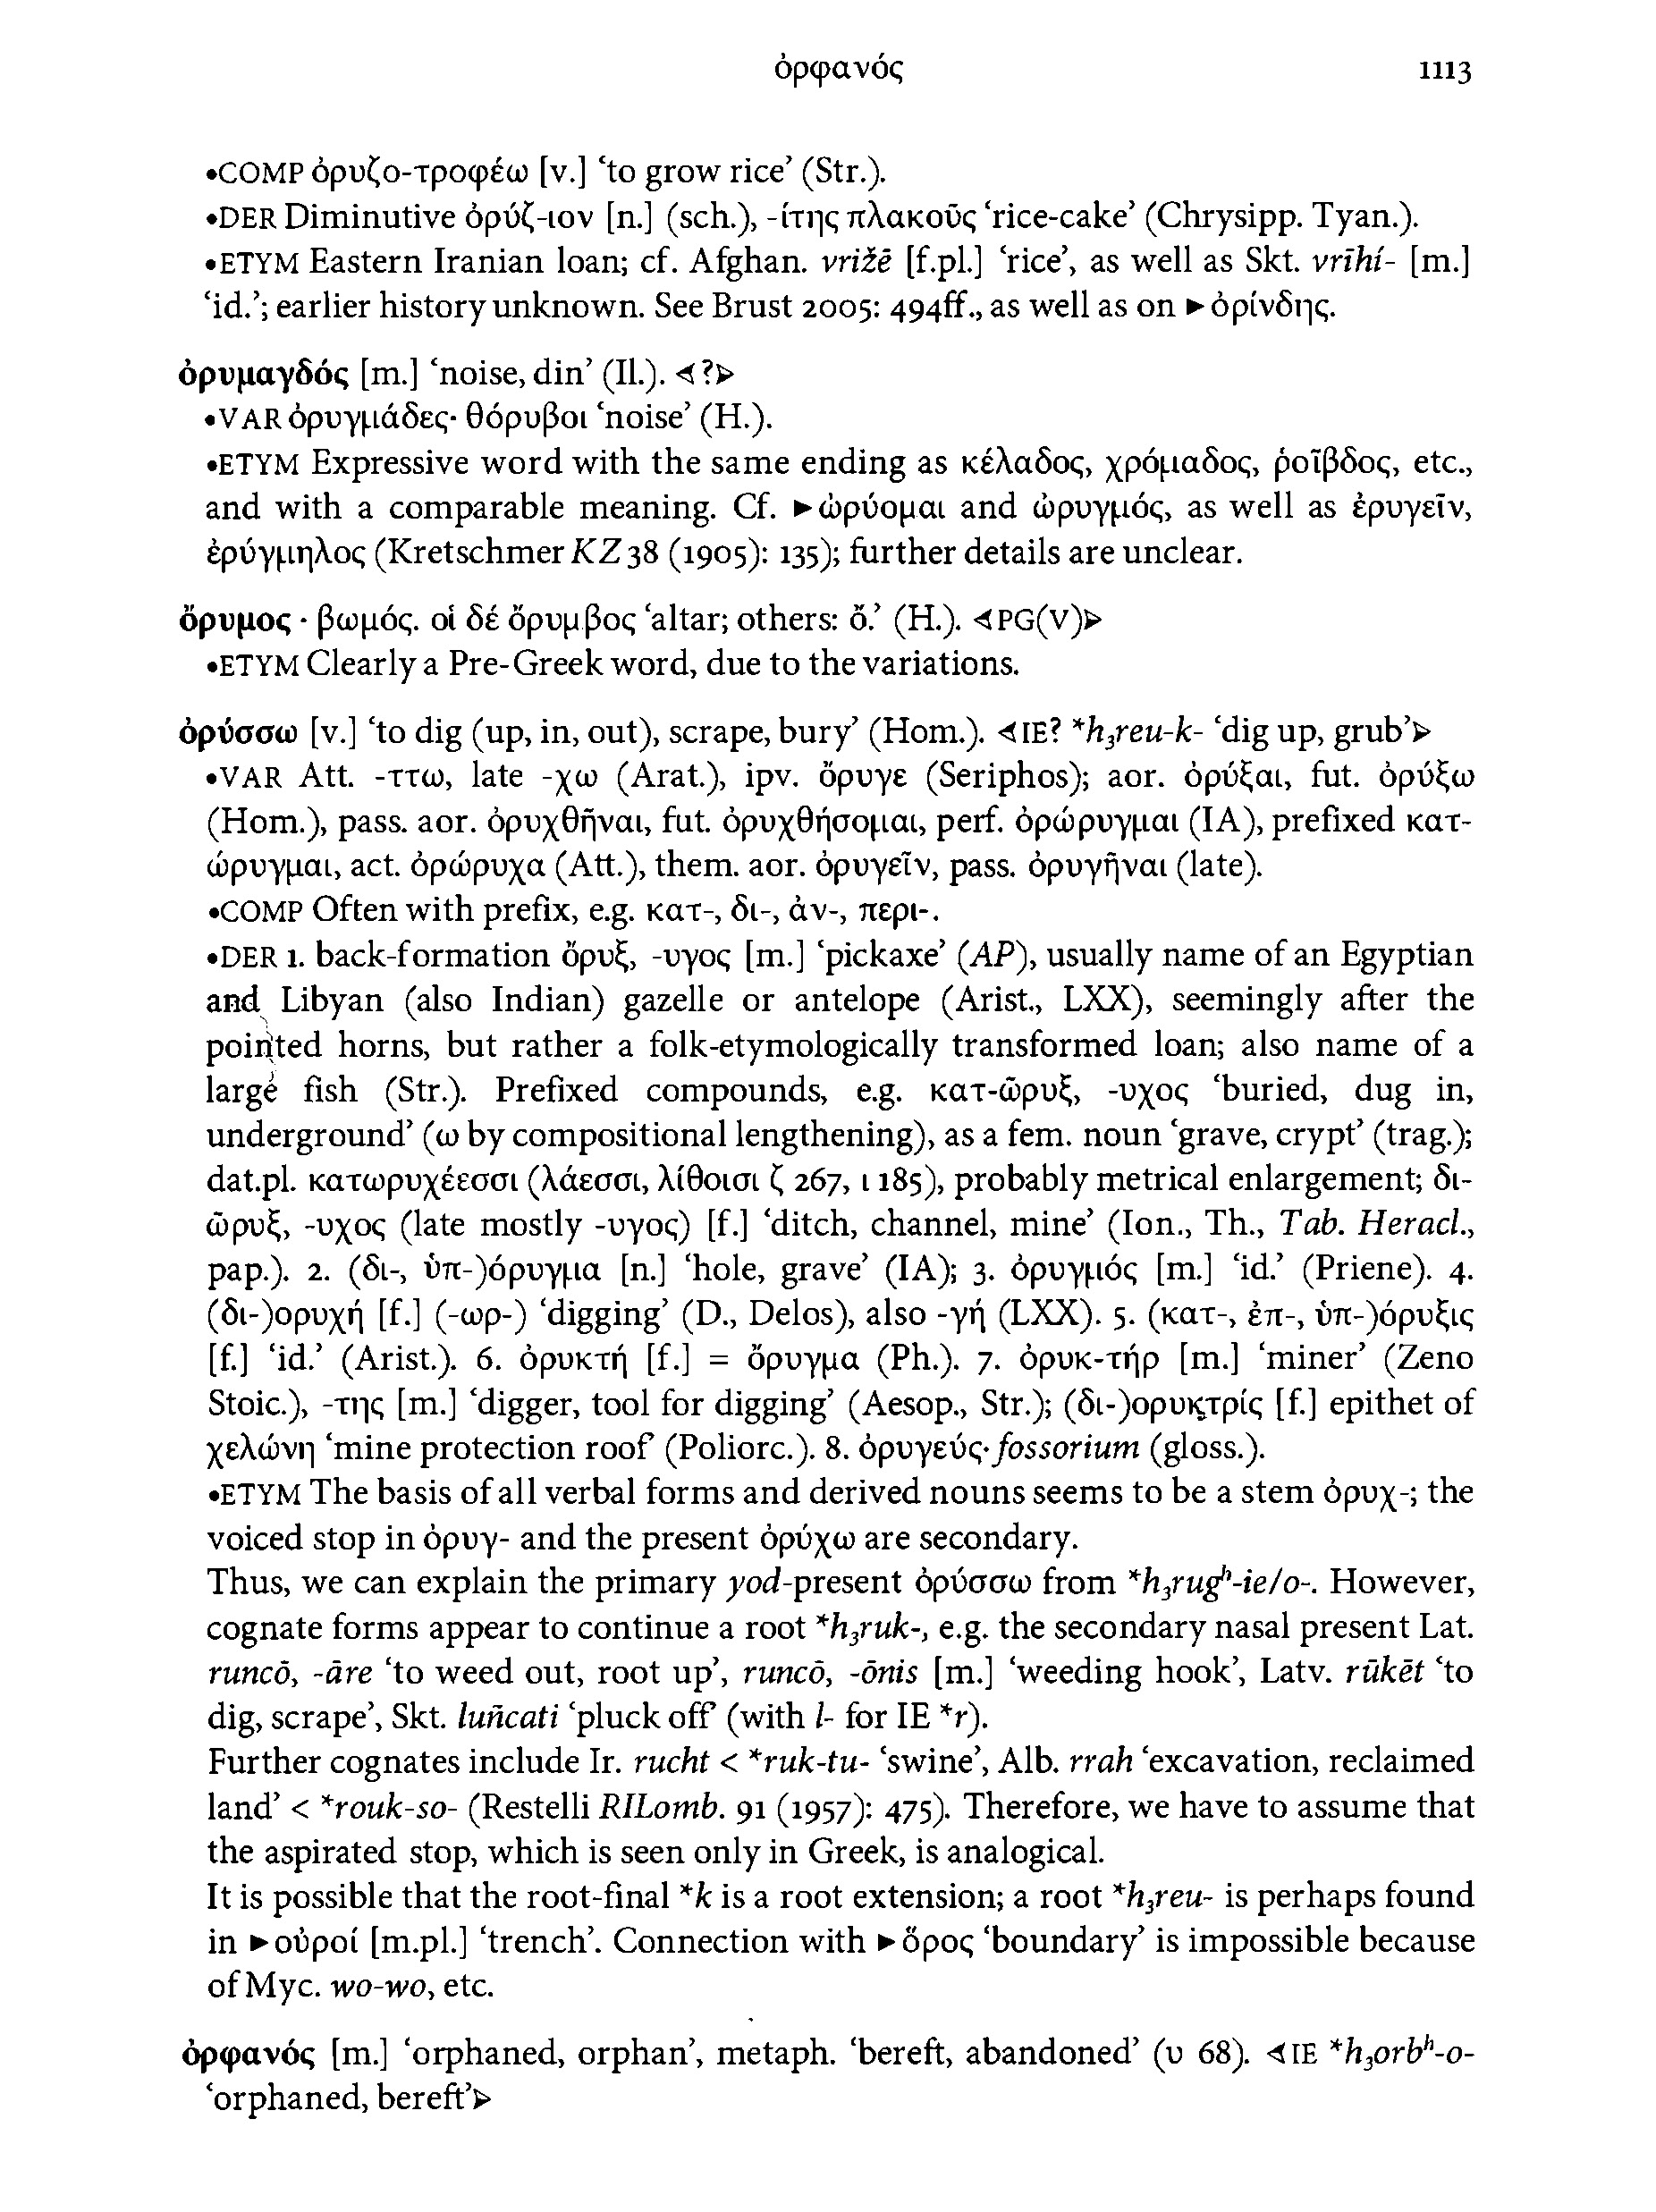 ὀρφανός 1113
•COMP ὀρυζο-τροφέω [v.] ‘to grow rice’ (Str.).
•DER Diminutive ὀρύζ-ιον [n.] (sch.), -ίτης πλακοῦς ‘rice-cake’ (Chrysipp. Tyan.).
•ETYM Eastern Iranian loan; cf. Afghan. vrižē [f.pl.] ‘rice’, as well as Skt. vrīhí- [m.]
‘id.’; earlier history unknown. See Brust 2005: 494ff., as well as on ►ὀρίνδης.
ὀρυμαγδός [m.] ‘noise, din’ (Il.). ⊲?⊳
•VAR ὀρυγμάδες· θόρυβοι ‘noise’ (H.).
•ETYM Expressive word with the same ending as κέλαδος, χρόμαδος, ῥοῖβδος, etc.,
and with a comparable meaning. Cf. ►ὠρύομαι and ὠρυγμός, as well as ἐρυγεῖν,
ἐρύγμηλος (Kretschmer KZ 38 (1905): 135); further details are unclear.
ὄρυμος · βωμός. οἱ δέ ὄρυμβος ‘altar; others: ὄ.’ (H.). ⊲PG(V)⊳
•ETYM Clearly a Pre-Greek word, due to the variations.
ὀρύσσω [v.] ‘to dig (up, in, out), scrape, bury’ (Hom.). ⊲IE? *h₃reu-k- ‘dig up, grub’⊳
•VAR Att. -ττω, late -χω (Arat.), ipv. ὄρυγε (Seriphos); aor. ὀρύξαι, fut. ὀρύξω
(Hom.), pass. aor. ὀρυχθῆναι, fut. ὀρυχθήσομαι, perf. ὀρώρυγμαι (IA), prefixed κατ-
ώρυγμαι, act. ὀρώρυχα (Att.), them. aor. ὀρυγεῖν, pass. ὀρυγῆναι (late).
•COMP Often with prefix, e.g. κατ-, δι-, ἀν-, περι-.
•DER 1. back-formation ὄρυξ, -υγος [m.] ‘pickaxe’ (AP), usually name of an Egyptian
and Libyan (also Indian) gazelle or antelope (Arist., LXX), seemingly after the
pointed horns, but rather a folk-etymologically transformed loan; also name of a
large fish (Str.). Prefixed compounds, e.g. κατ-ῶρυξ, -υχος ‘buried, dug in,
underground’ (ω by compositional lengthening), as a fem. noun ‘grave, crypt’ (trag.);
dat.pl. κατωρυχέεσσι (λάεσσι, λίθοισι ζ 267, ι 185), probably metrical enlargement; δι-
ῶρυξ, -υχος (late mostly -υγος) [f.] ‘ditch, channel, mine’ (Ion., Th., Tab. Heracl.,
pap.). 2. (δι-, ὑπ-)όρυγμα [n.] ‘hole, grave’ (IA); 3. ὀρυγμός [m.] ‘id.’ (Priene). 4.
(δι-)ορυχή [f.] (-ωρ-) ‘digging’ (D., Delos), also -γή (LXX). 5. (κατ-, ἐπ-, ὑπ-)όρυξις
[f.] ‘id.’ (Arist.). 6. ὀρυκτή [f.] = ὄρυγμα (Ph.). 7. ὀρυκ-τήρ [m.] ‘miner’ (Zeno
Stoic.), -της [m.] ‘digger, tool for digging’ (Aesop., Str.); (δι-)ορυκτρίς [f.] epithet of
χελώνη ‘mine protection roof’ (Poliorc.). 8. ὀρυγεύς· fossorium (gloss.).
•ETYM The basis of all verbal forms and derived nouns seems to be a stem ὀρυχ-; the
voiced stop in ὀρυγ- and the present ὀρύχω are secondary.
Thus, we can explain the primary yod-present ὀρύσσω from *h₃rugʰ-ie/o-. However,
cognate forms appear to continue a root *h₃ruk-, e.g. the secondary nasal present Lat.
runcō, -āre ‘to weed out, root up’, runcō, -ōnis [m.] ‘weeding hook’, Latv. rūkēt ‘to
dig, scrape’, Skt. luñcati ‘pluck off’ (with l- for IE *r).
Further cognates include Ir. rucht < *ruk-tu- ‘swine’, Alb. rrah ‘excavation, reclaimed
land’ < *rouk-so- (Restelli RILomb. 91 (1957): 475). Therefore, we have to assume that
the aspirated stop, which is seen only in Greek, is analogical.
It is possible that the root-final *k is a root extension; a root *h₃reu- is perhaps found
in ►οὐροί [m.pl.] ‘trench’. Connection with ►ὅρος ‘boundary’ is impossible because
of Myc. wo-wo, etc.
ὀρφανός [m.] ‘orphaned, orphan’, metaph. ‘bereft, abandoned’ (υ 68). ⊲IE *h₃orbʰ-o-
‘orphaned, bereft’⊳